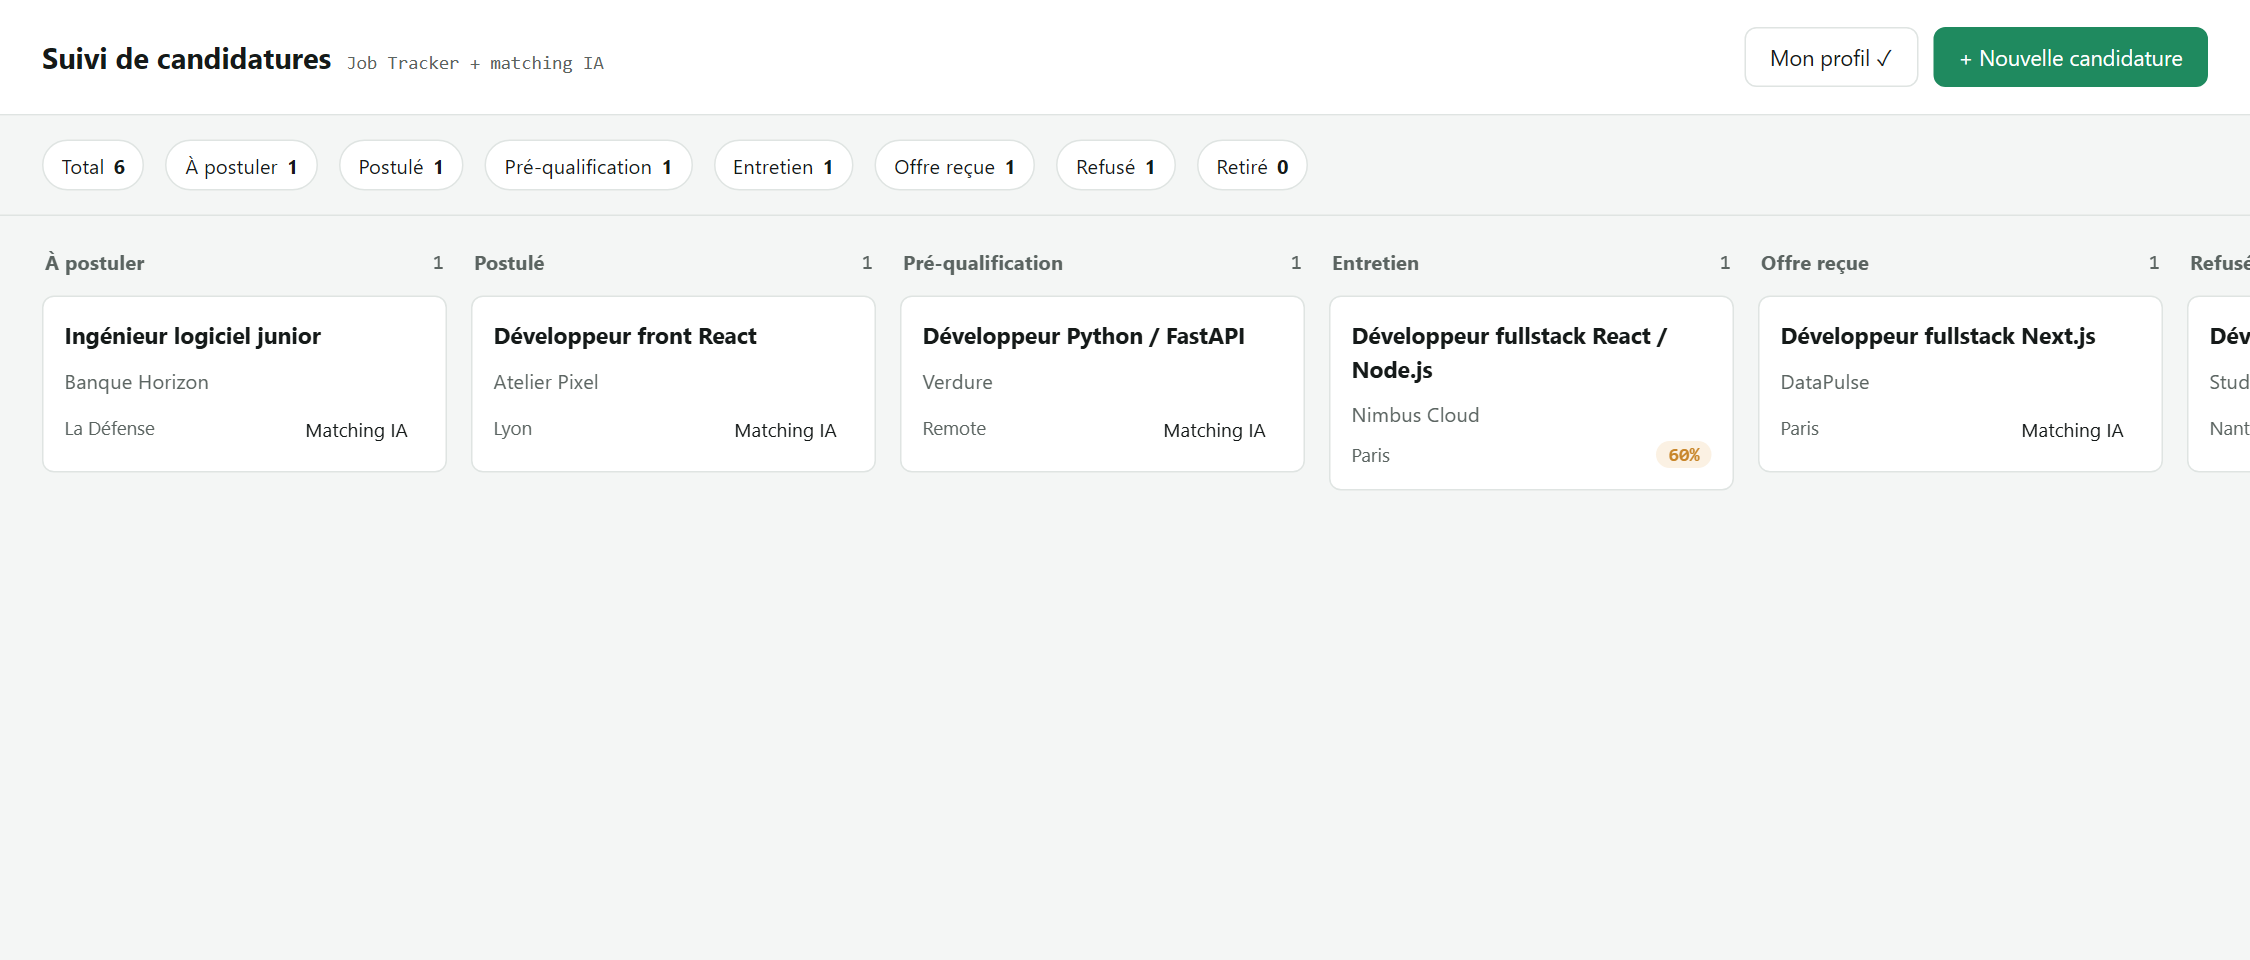 Suivi de candidatures Job Tracker + matching IA
Mon profil ✓
+ Nouvelle candidature
Total 6
À postuler 1
Postulé 1
Pré-qualification 1
Entretien 1
Offre reçue 1
Refusé 1
Retiré 0
À postuler 1
Ingénieur logiciel junior
Banque Horizon
La Défense Matching IA
Postulé 1
Développeur front React
Atelier Pixel
Lyon Matching IA
Pré-qualification 1
Développeur Python / FastAPI
Verdure
Remote Matching IA
Entretien 1
Développeur fullstack React /
Node.js
Nimbus Cloud
Paris 60%
Offre reçue 1
Développeur fullstack Next.js
DataPulse
Paris Matching IA
Refusé
Dév
Stud
Nant